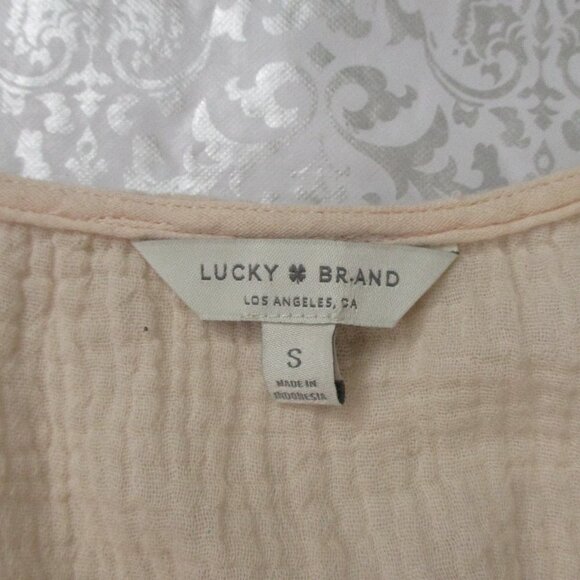 LUCKY BRAND
LOS ANGELES, CA
S
MADE IN
INDONESIA